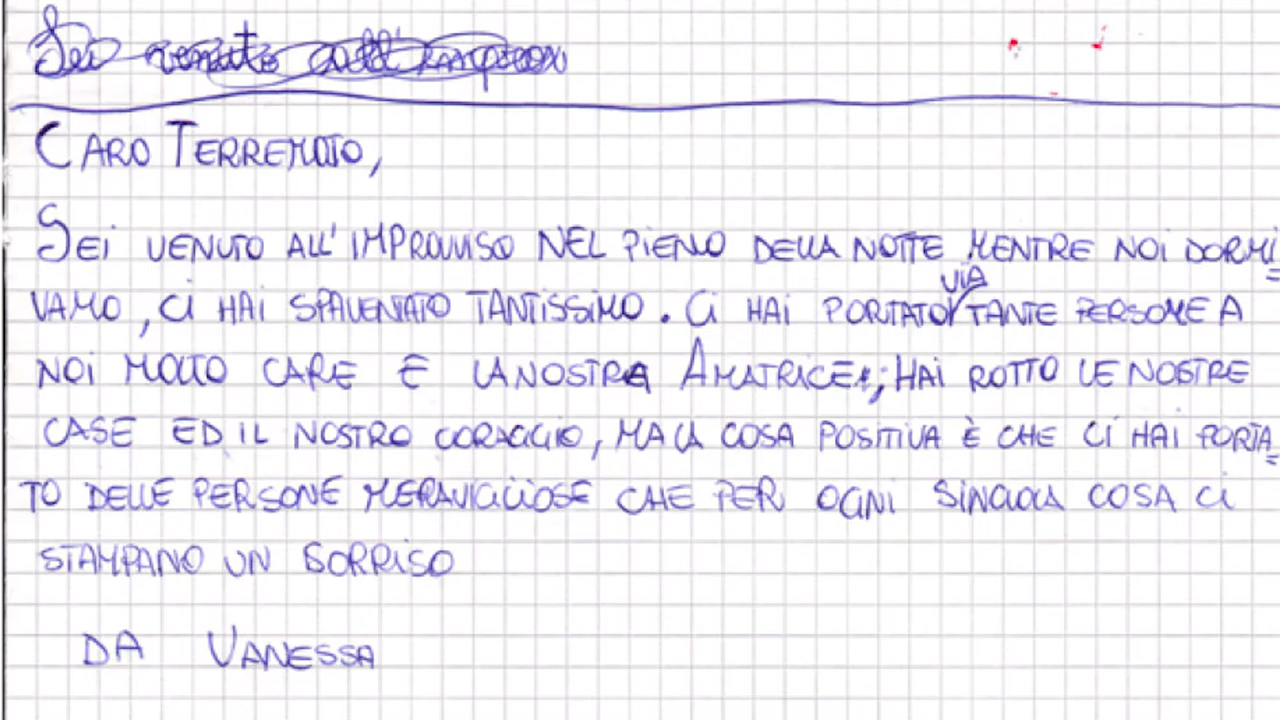 Sei venuto all'
CARO TERREMOTO,
SEI VENUTO ALL'IMPROVVISO NEL PIENO DELLA NOTTE MENTRE NOI DORMI=
VAMO, CI HAI SPAVENTATO TANTISSIMO. CI HAI PORTATO VIA TANTE PERSONE A
NOI MOLTO CARE E LA NOSTRA AMATRICE; HAI ROTTO LE NOSTRE
CASE ED IL NOSTRO CORAGGIO, MA LA COSA POSITIVA È CHE CI HAI PORTA=
TO DELLE PERSONE MERAVIGLIOSE CHE PER OGNI SINGOLA COSA CI
STAMPANO UN SORRISO
DA VANESSA